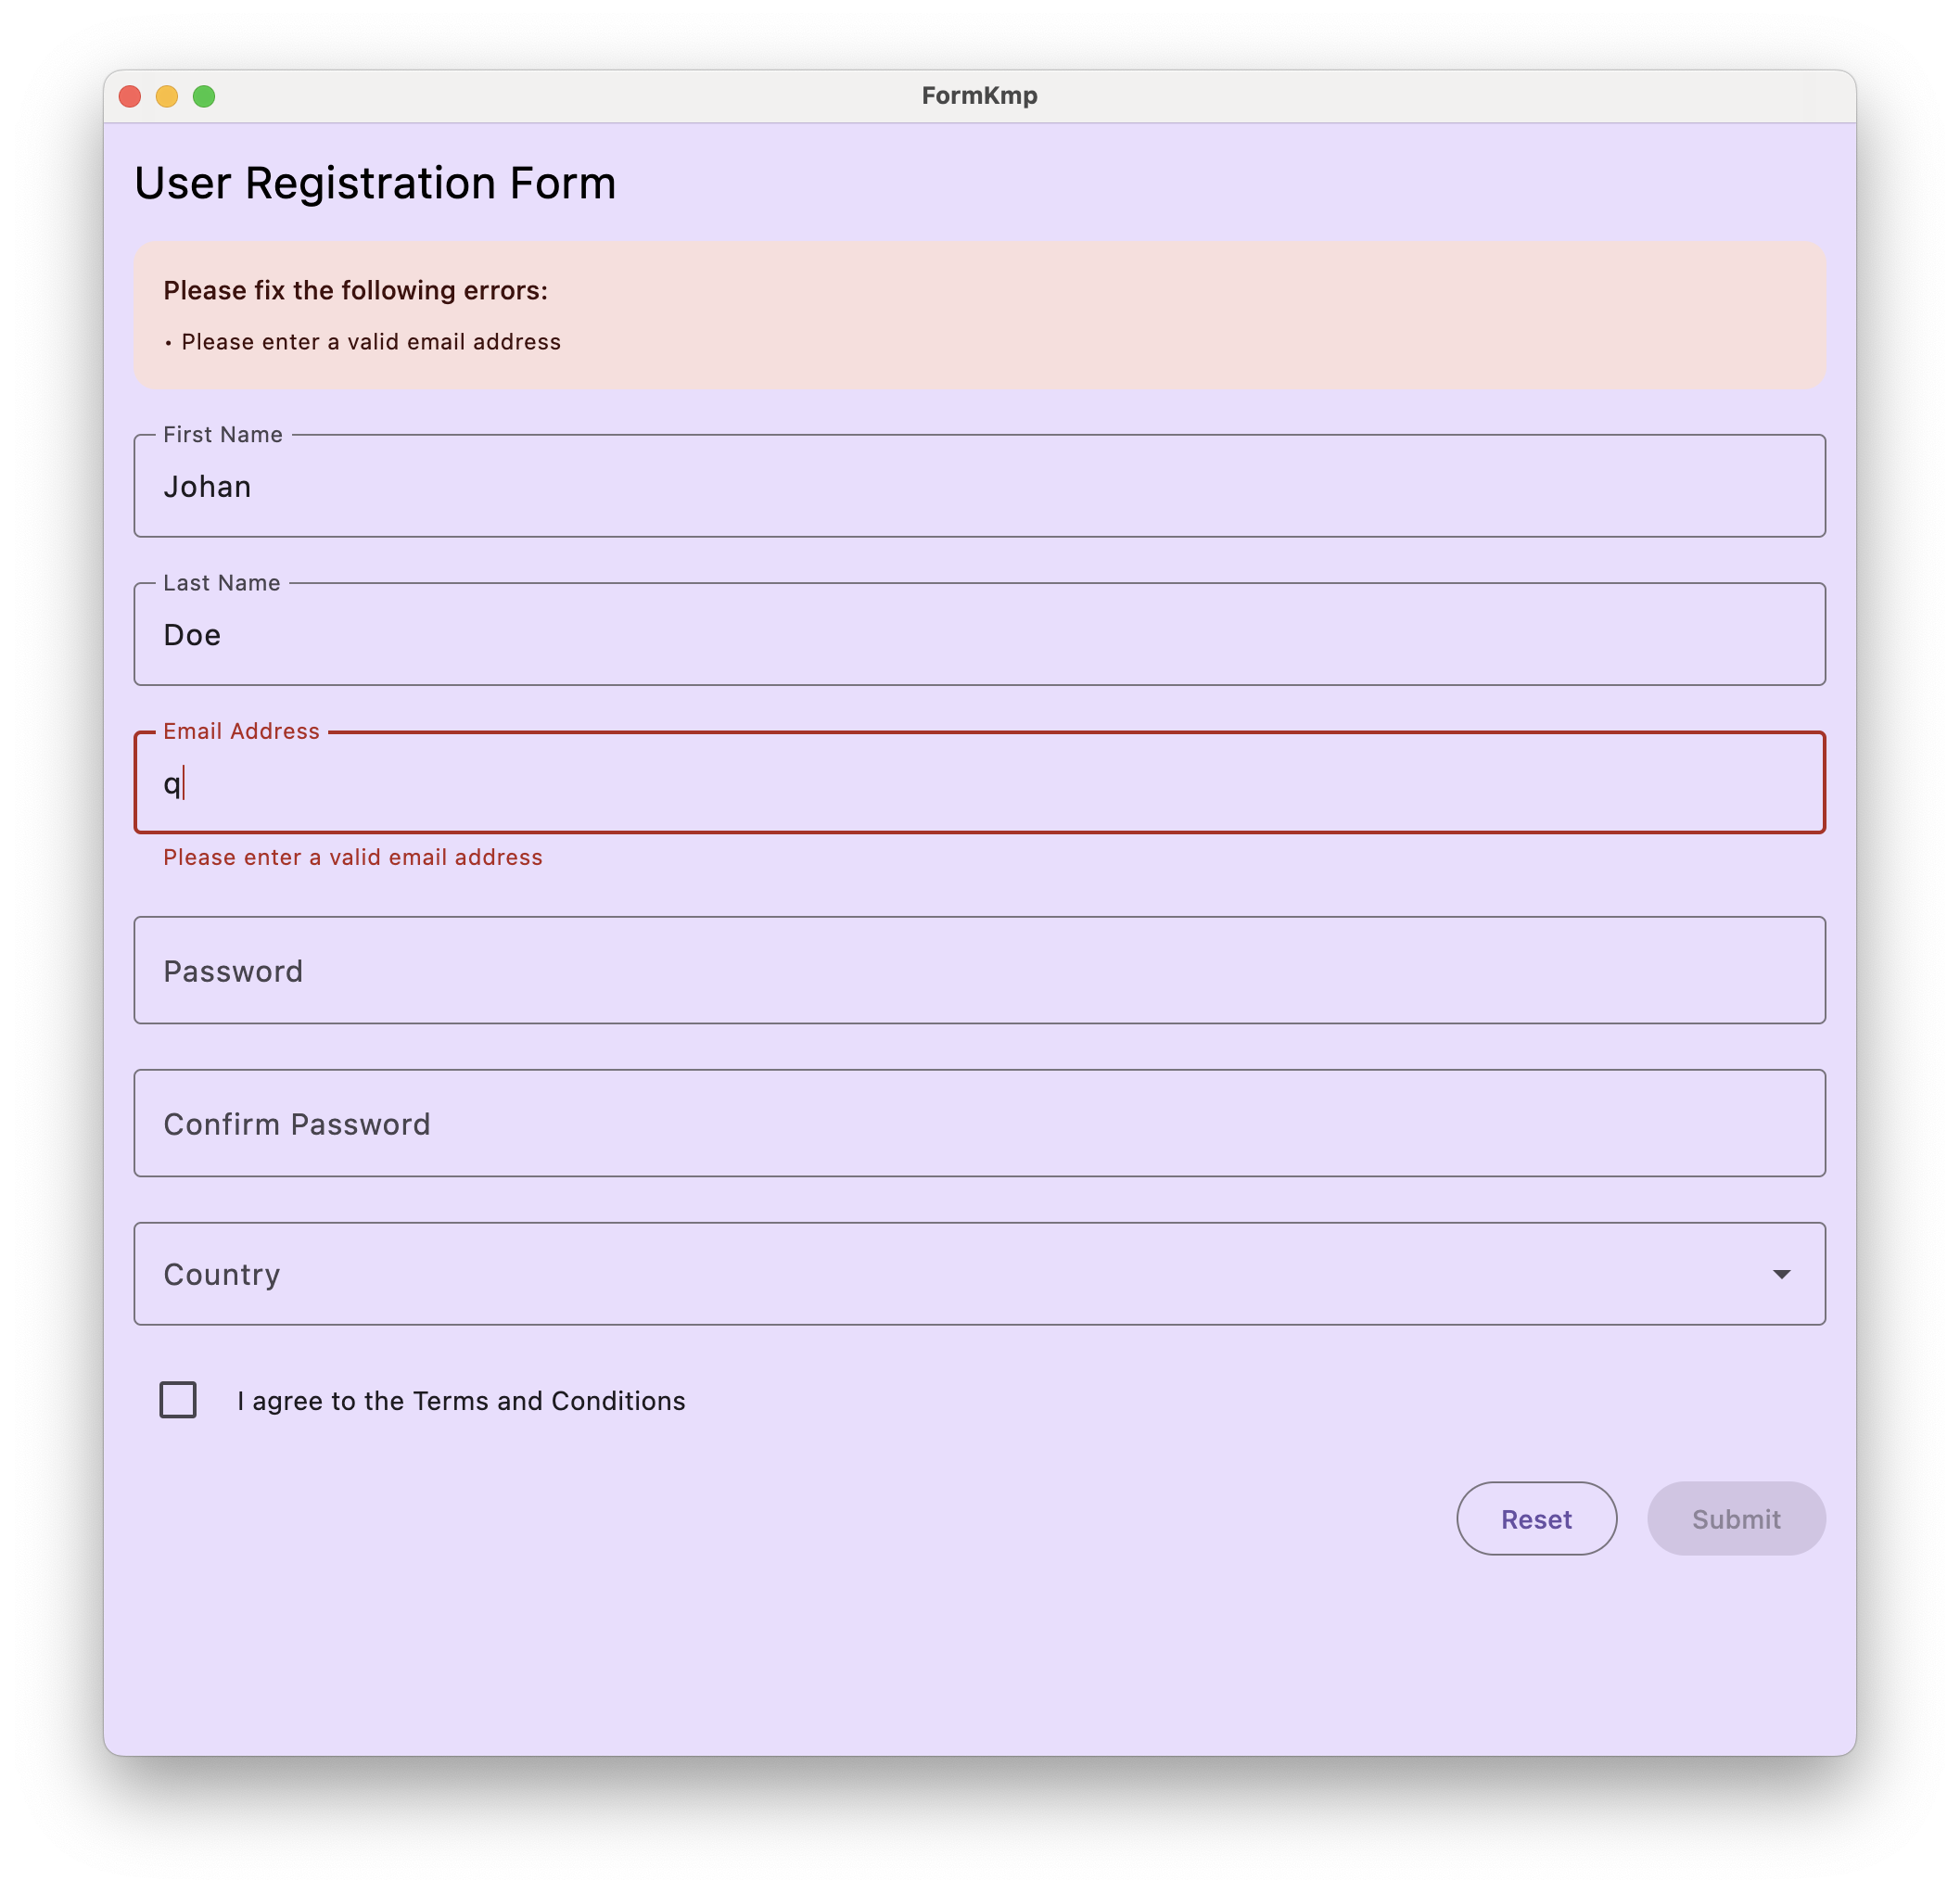 FormKmp
User Registration Form
Please fix the following errors:
• Please enter a valid email address
First Name
Johan
Last Name
Doe
Email Address
q
Please enter a valid email address
Password
Confirm Password
Country
I agree to the Terms and Conditions
Reset
Submit